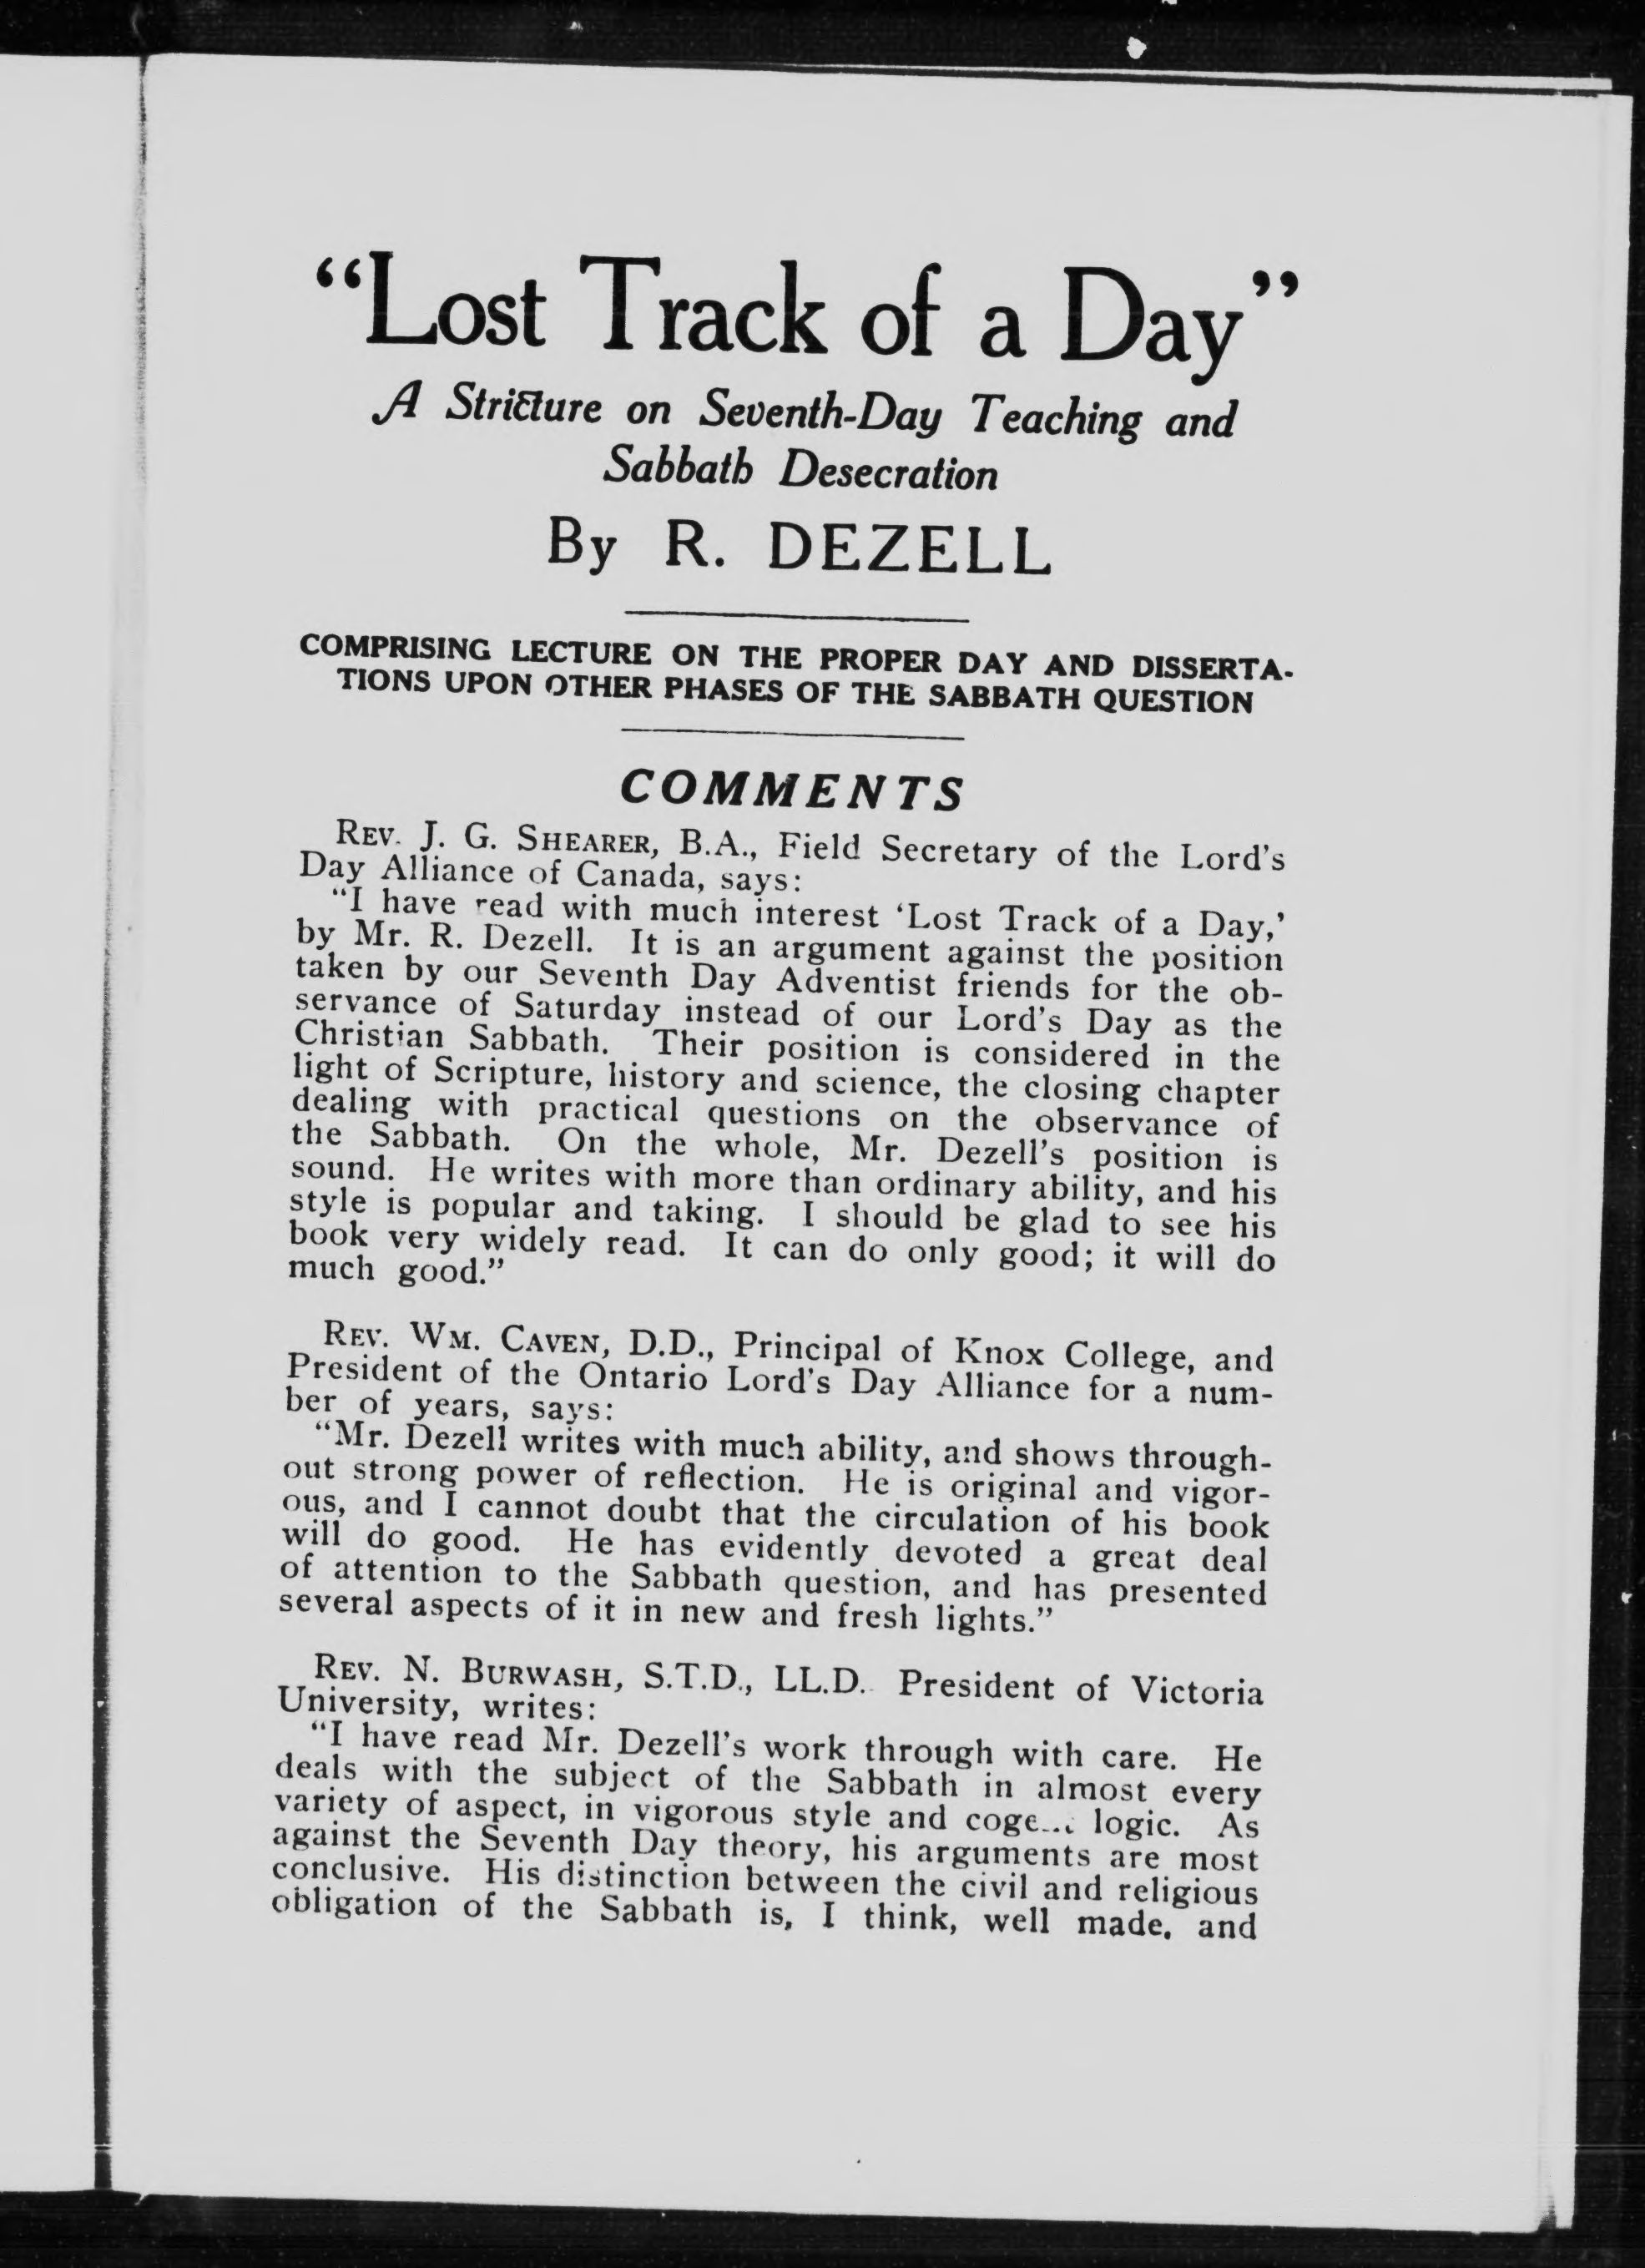 “Lost Track of a Day”
A Stricture on Seventh-Day Teaching and
Sabbath Desecration
By R. DEZELL
COMPRISING LECTURE ON THE PROPER DAY AND DISSERTA-
TIONS UPON OTHER PHASES OF THE SABBATH QUESTION
COMMENTS
REV. J. G. SHEARER, B.A., Field Secretary of the Lord's
Day Alliance of Canada, says:
“I have read with much interest ‘Lost Track of a Day,’
by Mr. R. Dezell. It is an argument against the position
taken by our Seventh Day Adventist friends for the ob-
servance of Saturday instead of our Lord's Day as the
Christian Sabbath. Their position is considered in the
light of Scripture, history and science, the closing chapter
dealing with practical questions on the observance of
the Sabbath. On the whole, Mr. Dezell's position is
sound. He writes with more than ordinary ability, and his
style is popular and taking. I should be glad to see his
book very widely read. It can do only good; it will do
much good.”
REV. WM. CAVEN, D.D., Principal of Knox College, and
President of the Ontario Lord's Day Alliance for a num-
ber of years, says:
“Mr. Dezell writes with much ability, and shows through-
out strong power of reflection. He is original and vigor-
ous, and I cannot doubt that the circulation of his book
will do good. He has evidently devoted a great deal
of attention to the Sabbath question, and has presented
several aspects of it in new and fresh lights.”
REV. N. BURWASH, S.T.D., LL.D. President of Victoria
University, writes:
“I have read Mr. Dezell's work through with care. He
deals with the subject of the Sabbath in almost every
variety of aspect, in vigorous style and logic. As
against the Seventh Day theory, his arguments are most
conclusive. His distinction between the civil and religious
obligation of the Sabbath is, I think, well made, and